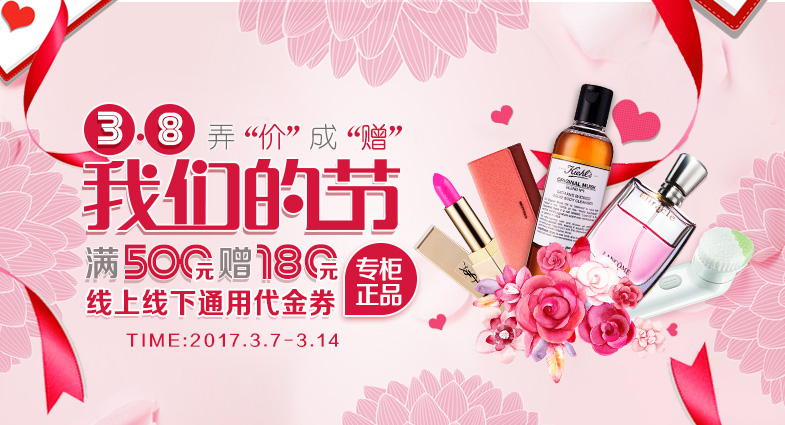 3.8 弄“价”成“赠”
我们的节
满500元赠180元
线上线下通用代金券
专柜
正品
TIME:2017.3.7-3.14
Kiehl's
ORIGINAL MUSK
LANCÔME
YSL